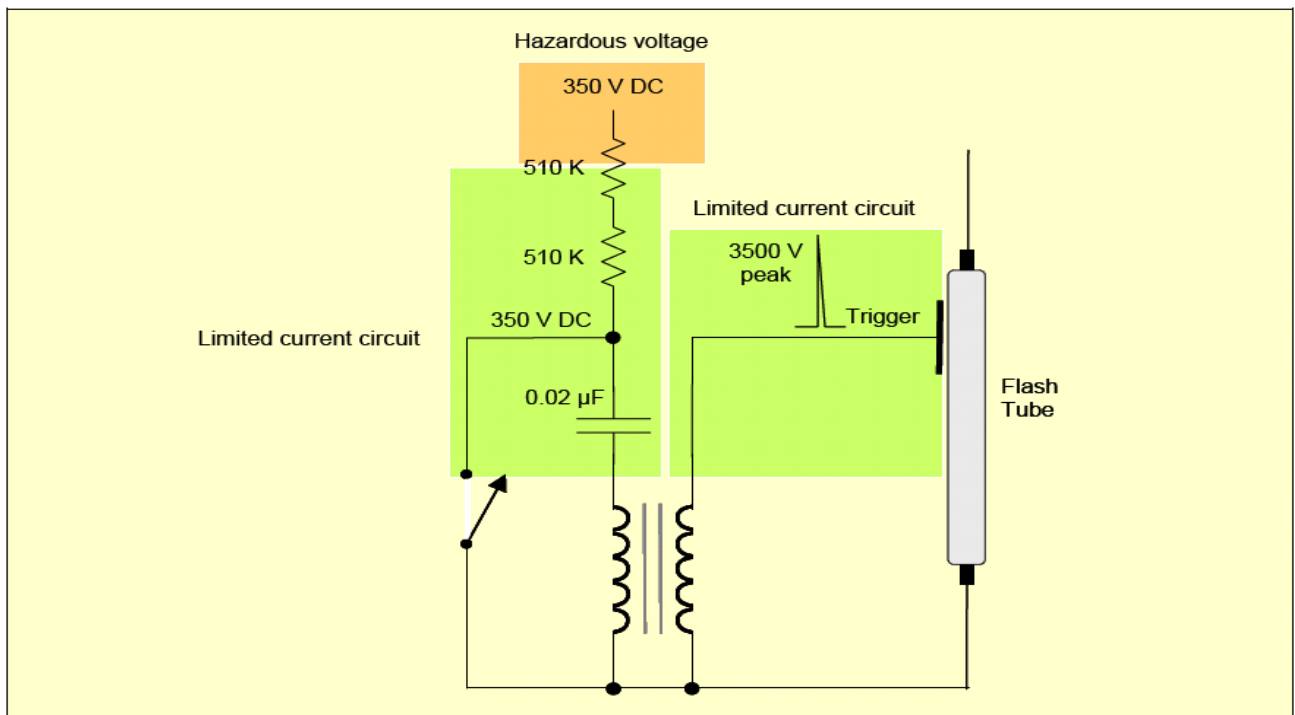 Hazardous voltage
350 V DC
510 K
Limited current circuit
510 K
3500 V
peak
350 V DC
Trigger
Limited current circuit
0.02 µF
Flash
Tube